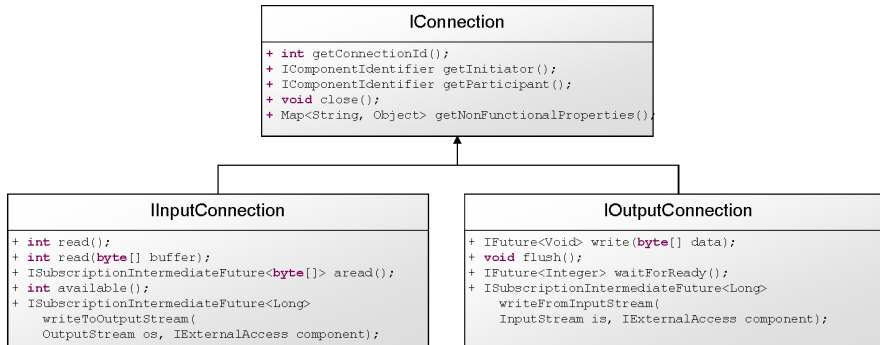 IConnection
+ int getConnectionId();
+ IComponentIdentifier getInitiator();
+ IComponentIdentifier getParticipant();
+ void close();
+ Map<String, Object> getNonFunctionalProperties();
IInputConnection
+ int read();
+ int read(byte[] buffer);
+ ISubscriptionIntermediateFuture<byte[]> aread();
+ int available();
+ ISubscriptionIntermediateFuture<Long>
writeToOutputStream(
OutputStream os, IExternalAccess component);
IOutputConnection
+ IFuture<Void> write(byte[] data);
+ void flush();
+ IFuture<Integer> waitForReady();
+ ISubscriptionIntermediateFuture<Long>
writeFromInputStream(
InputStream is, IExternalAccess component);